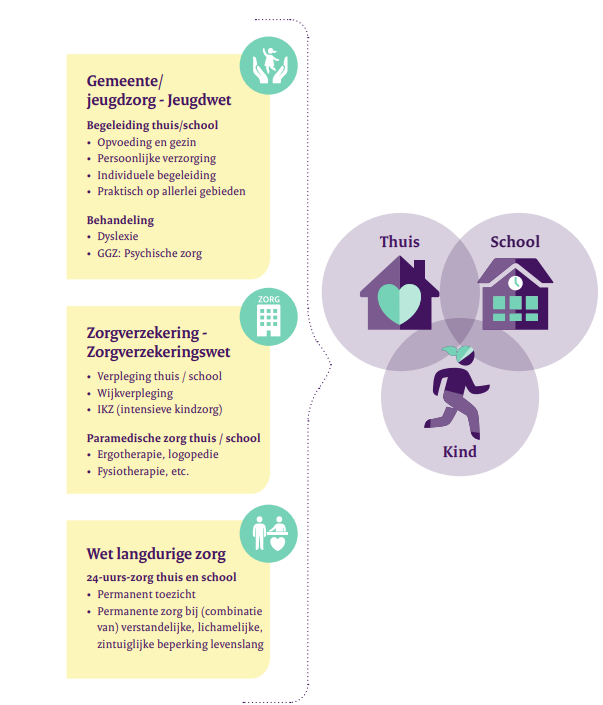 Gemeente/
jeugdzorg - Jeugdwet
Begeleiding thuis/school
• Opvoeding en gezin
• Persoonlijke verzorging
• Individuele begeleiding
• Praktisch op allerlei gebieden
Behandeling
• Dyslexie
• GGZ: Psychische zorg
ZORG
Zorgverzekering -
Zorgverzekeringswet
• Verpleging thuis / school
• Wijkverpleging
• IKZ (intensieve kindzorg)
Paramedische zorg thuis / school
• Ergotherapie, logopedie
• Fysiotherapie, etc.
Wet langdurige zorg
24-uurs-zorg thuis en school
• Permanent toezicht
• Permanente zorg bij (combinatie
van) verstandelijke, lichamelijke,
zintuiglijke beperking levenslang
Thuis
School
Kind